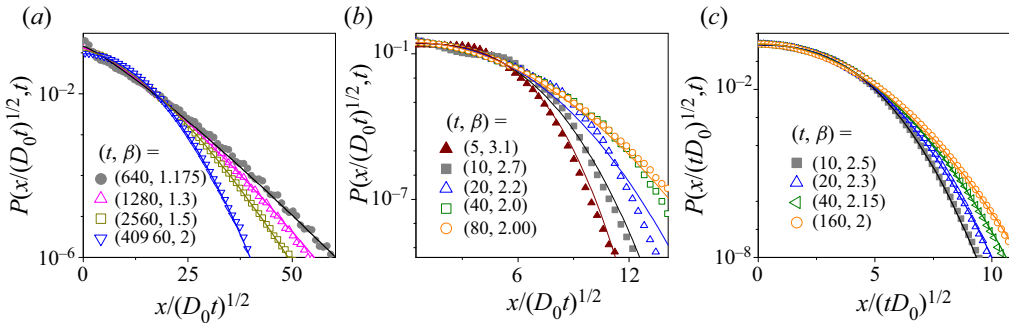 (a)
P(x/(D₀t)^1/2,t)
10⁻²
10⁻⁶
(t, β) =
(640, 1.175)
(1280, 1.3)
(2560, 1.5)
(409 60, 2)
0 25 50
x/(D₀t)^1/2
(b)
P(x/(D₀t)^1/2,t)
10⁻¹
10⁻⁷
(t, β) =
(5, 3.1)
(10, 2.7)
(20, 2.2)
(40, 2.0)
(80, 2.00)
6 12
x/(D₀t)^1/2
(c)
P(x/(tD₀)^1/2,t)
10⁻²
10⁻⁸
(t, β) =
(10, 2.5)
(20, 2.3)
(40, 2.15)
(160, 2)
0 5 10
x/(tD₀)^1/2